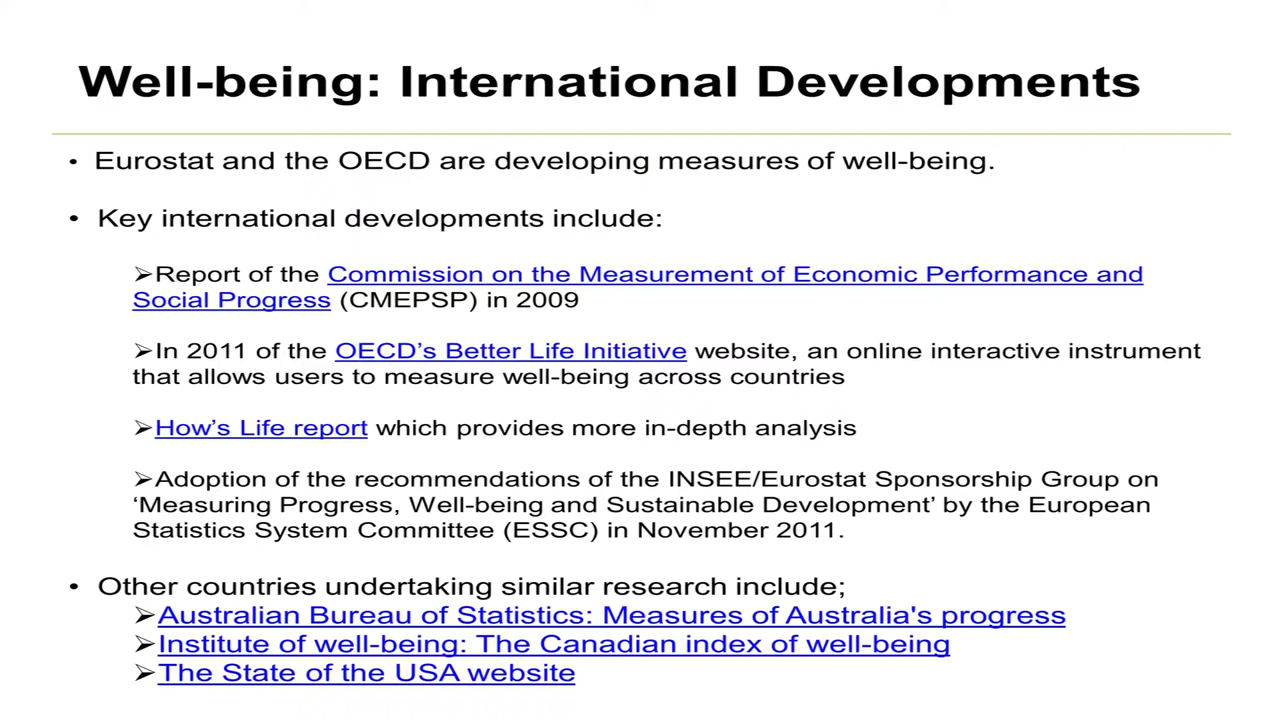 Well-being: International Developments
• Eurostat and the OECD are developing measures of well-being.
• Key international developments include:
➢Report of the Commission on the Measurement of Economic Performance and
Social Progress (CMEPSP) in 2009
➢In 2011 of the OECD’s Better Life Initiative website, an online interactive instrument
that allows users to measure well-being across countries
➢How’s Life report which provides more in-depth analysis
➢Adoption of the recommendations of the INSEE/Eurostat Sponsorship Group on
‘Measuring Progress, Well-being and Sustainable Development’ by the European
Statistics System Committee (ESSC) in November 2011.
• Other countries undertaking similar research include;
➢Australian Bureau of Statistics: Measures of Australia's progress
➢Institute of well-being: The Canadian index of well-being
➢The State of the USA website